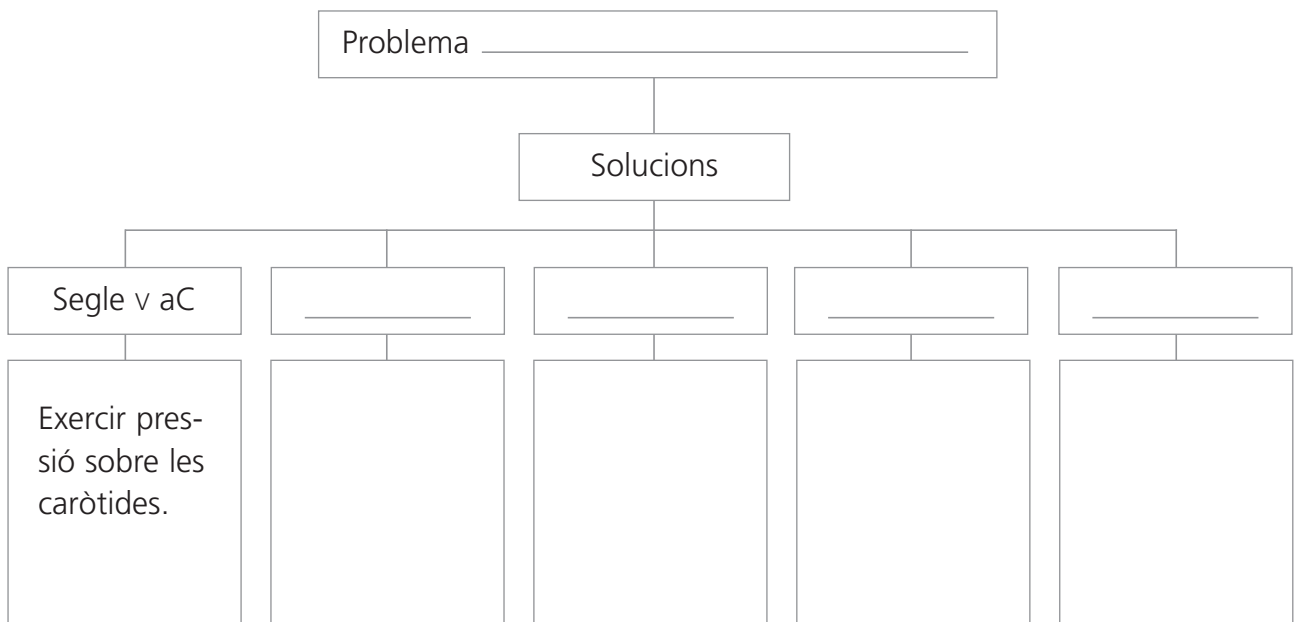 Problema
Solucions
Segle V aC
Exercir pres-
sió sobre les
caròtides.